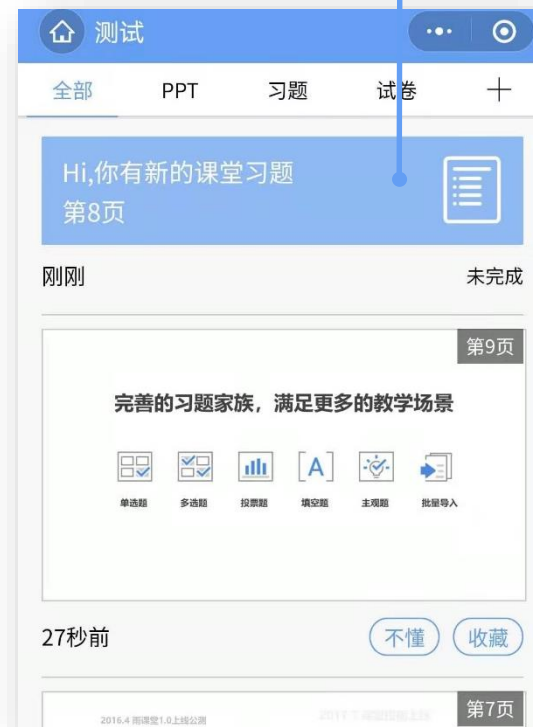 测试
全部 PPT 习题 试卷
Hi,你有新的课堂习题
第8页
刚刚 未完成
第9页
完善的习题家族，满足更多的教学场景
A
单选题 多选题 投票题 填空题 主观题 批量导入
27秒前 不懂 收藏
第7页
2016.4 雨课堂1.0上线公测